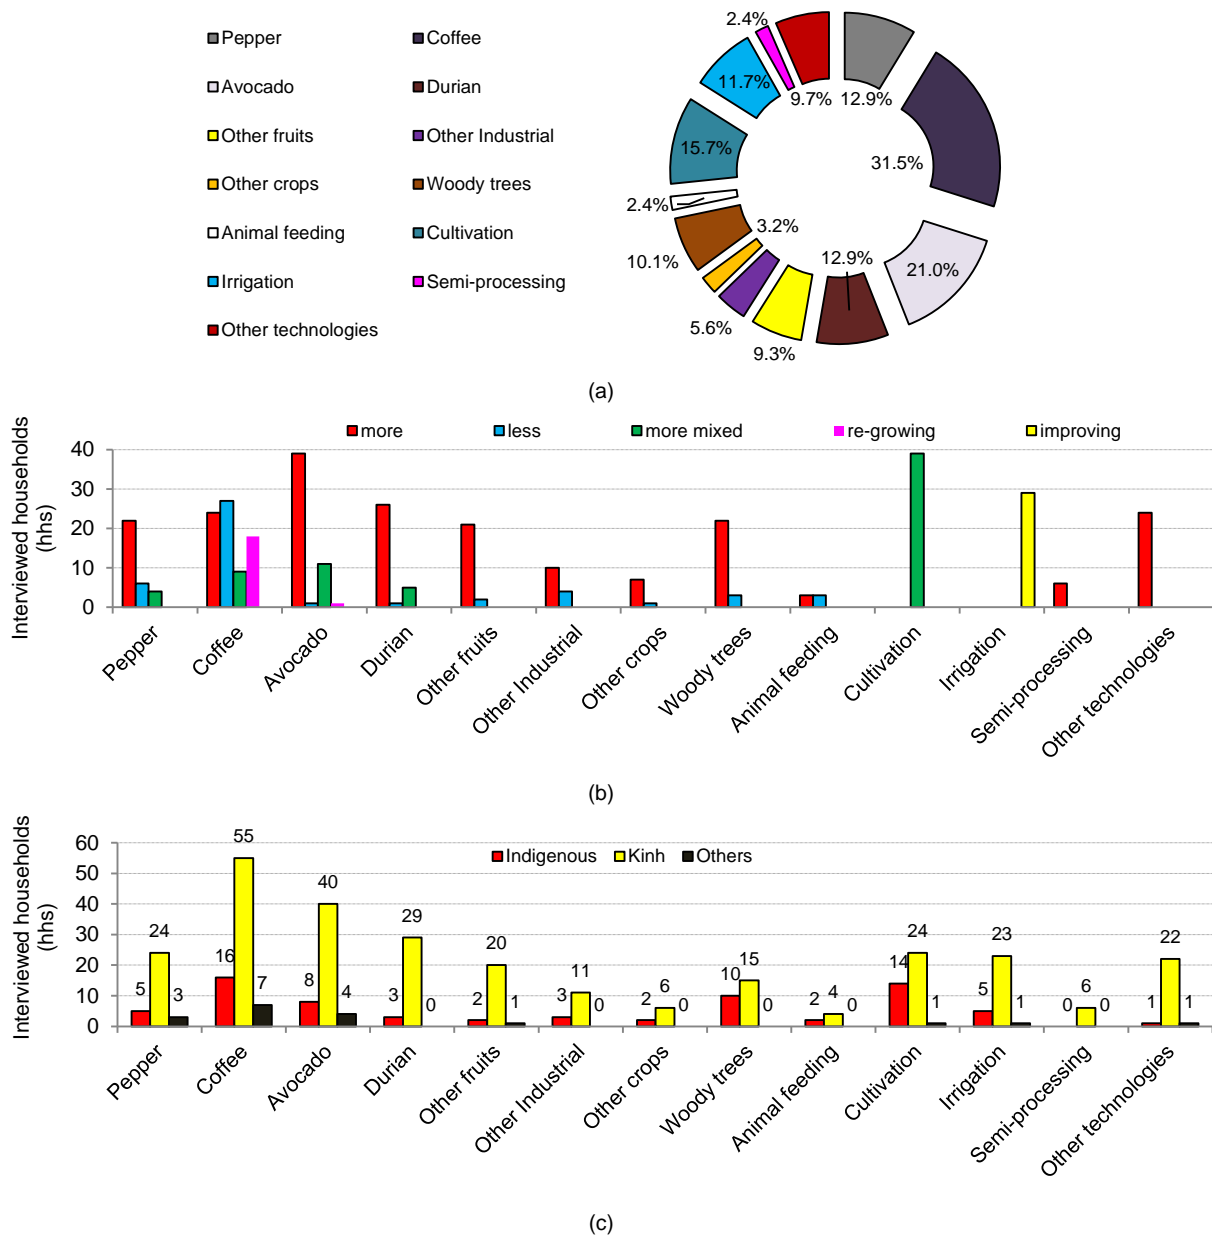 Pepper Coffee
Avocado Durian
Other fruits Other Industrial
Other crops Woody trees
Animal feeding Cultivation
Irrigation Semi-processing
Other technologies
2.4%
11.7%
9.7% 12.9%
15.7%
31.5%
2.4%
3.2%
10.1%
12.9%
21.0%
5.6%
9.3%
(a)
more less more mixed re-growing improving
Interviewed households
(hhs)
40
30
20
10
0
Pepper
Coffee
Avocado
Durian
Other fruits
Other Industrial
Other crops
Woody trees
Animal feeding
Cultivation
Irrigation
Semi-processing
Other technologies
(b)
Interviewed households
(hhs)
60
50
40
30
20
10
0
Indigenous Kinh Others
5 24 3
16 55 7
8 40 4
3 29 0
2 20 1
3 11 0
2 6 0
10 15 0
2 4 0
14 24 1
5 23 1
0 6 0
1 22 1
Pepper
Coffee
Avocado
Durian
Other fruits
Other Industrial
Other crops
Woody trees
Animal feeding
Cultivation
Irrigation
Semi-processing
Other technologies
(c)